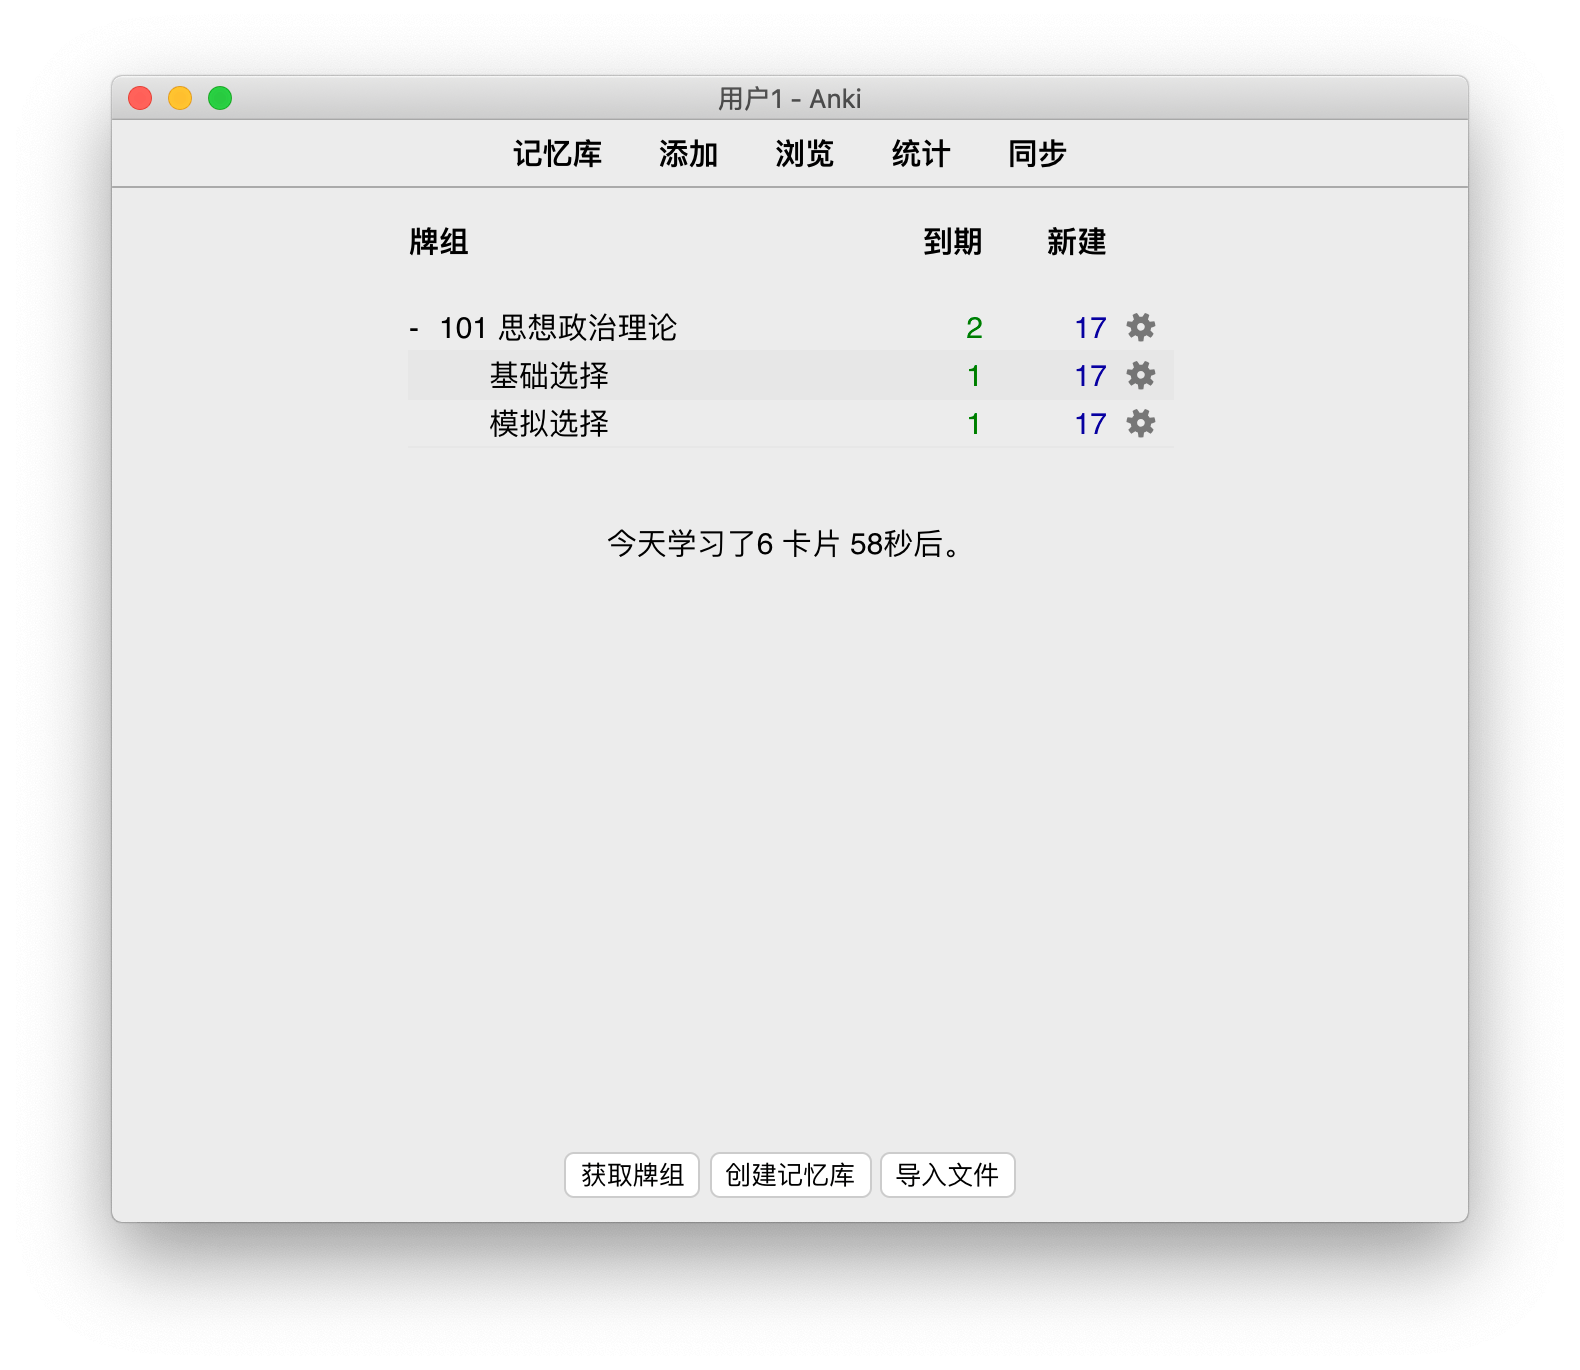 用户1 - Anki
记忆库 添加 浏览 统计 同步
牌组 到期 新建
- 101 思想政治理论 2 17
基础选择 1 17
模拟选择 1 17
今天学习了6 卡片 58秒后。
获取牌组 创建记忆库 导入文件